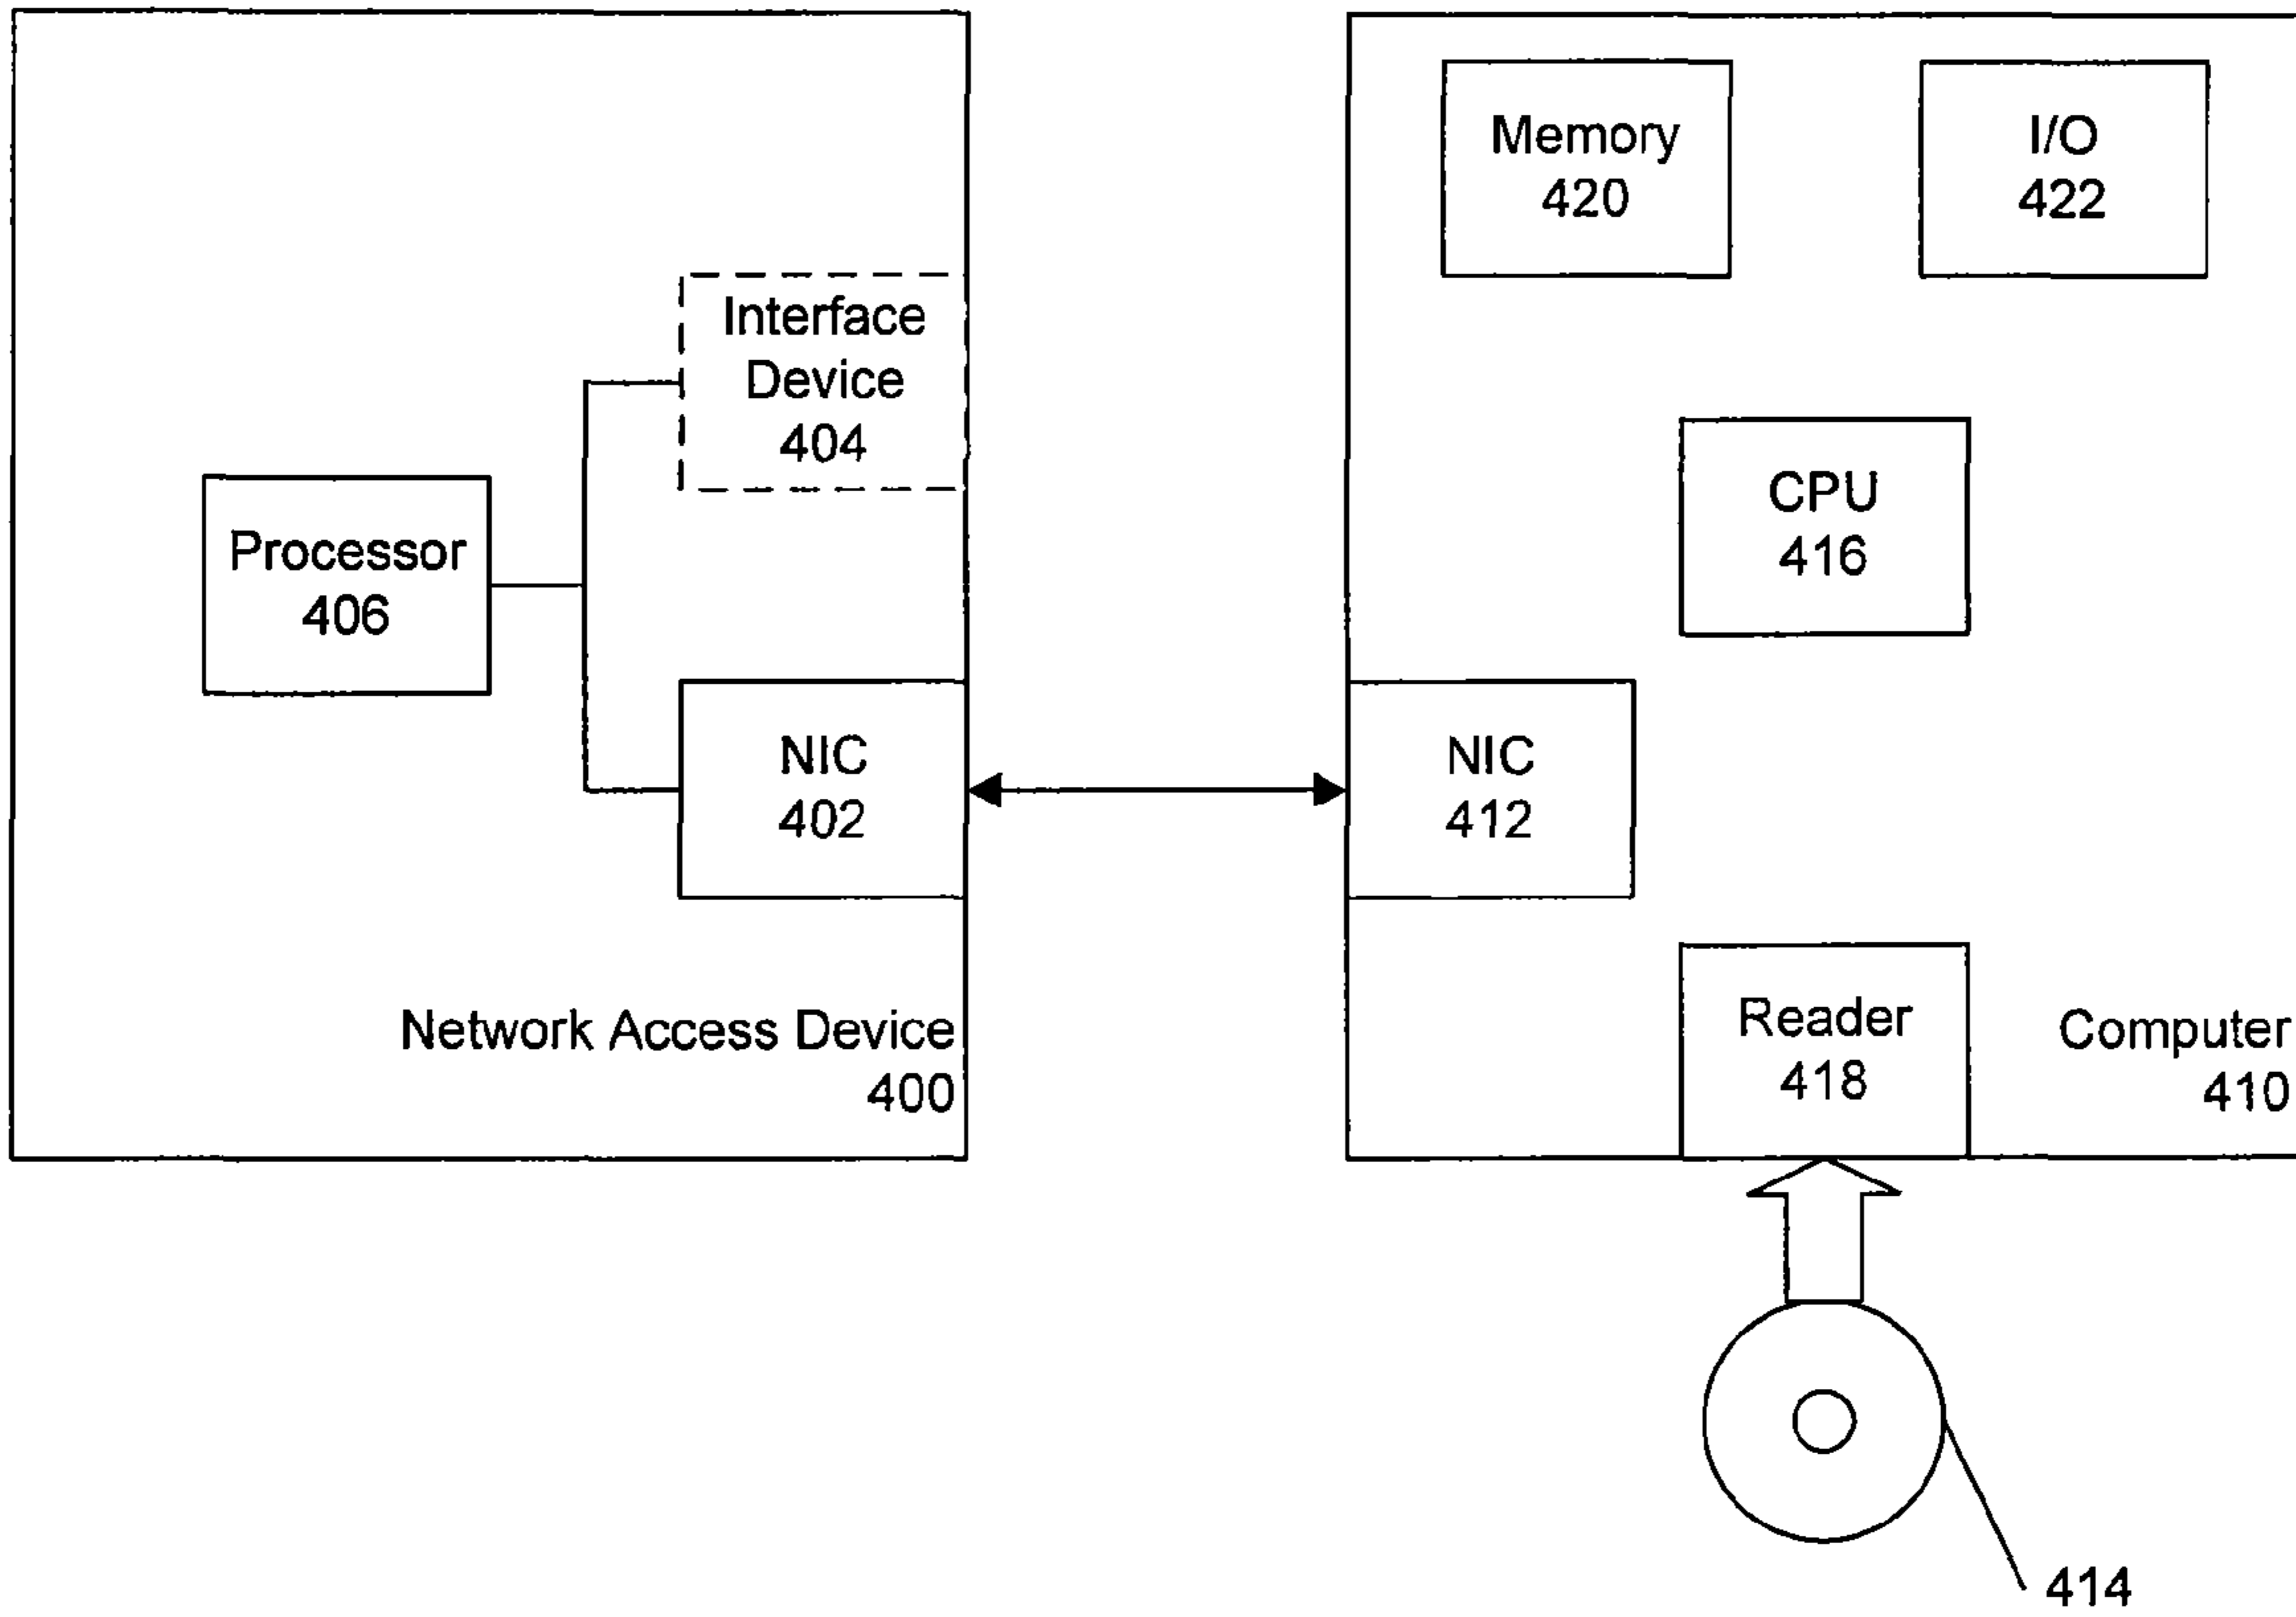 Memory
420
I/O
422
Interface
Device
404
CPU
416
Processor
406
NIC
402
NIC
412
Network Access Device
400
Reader
418
Computer
410
414